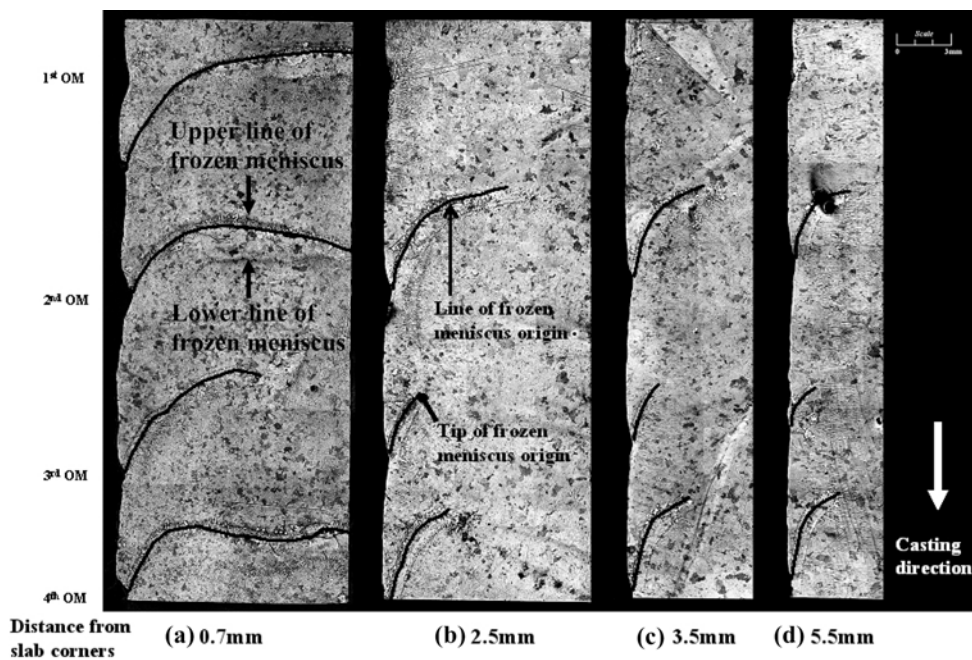 Scale
0 3mm
1st OM
Upper line of
frozen meniscus
2nd OM
Lower line of
frozen meniscus
Line of frozen
meniscus origin
Tip of frozen
meniscus origin
3rd OM
Casting
direction
4th OM
Distance from
slab corners
(a) 0.7mm
(b) 2.5mm
(c) 3.5mm
(d) 5.5mm